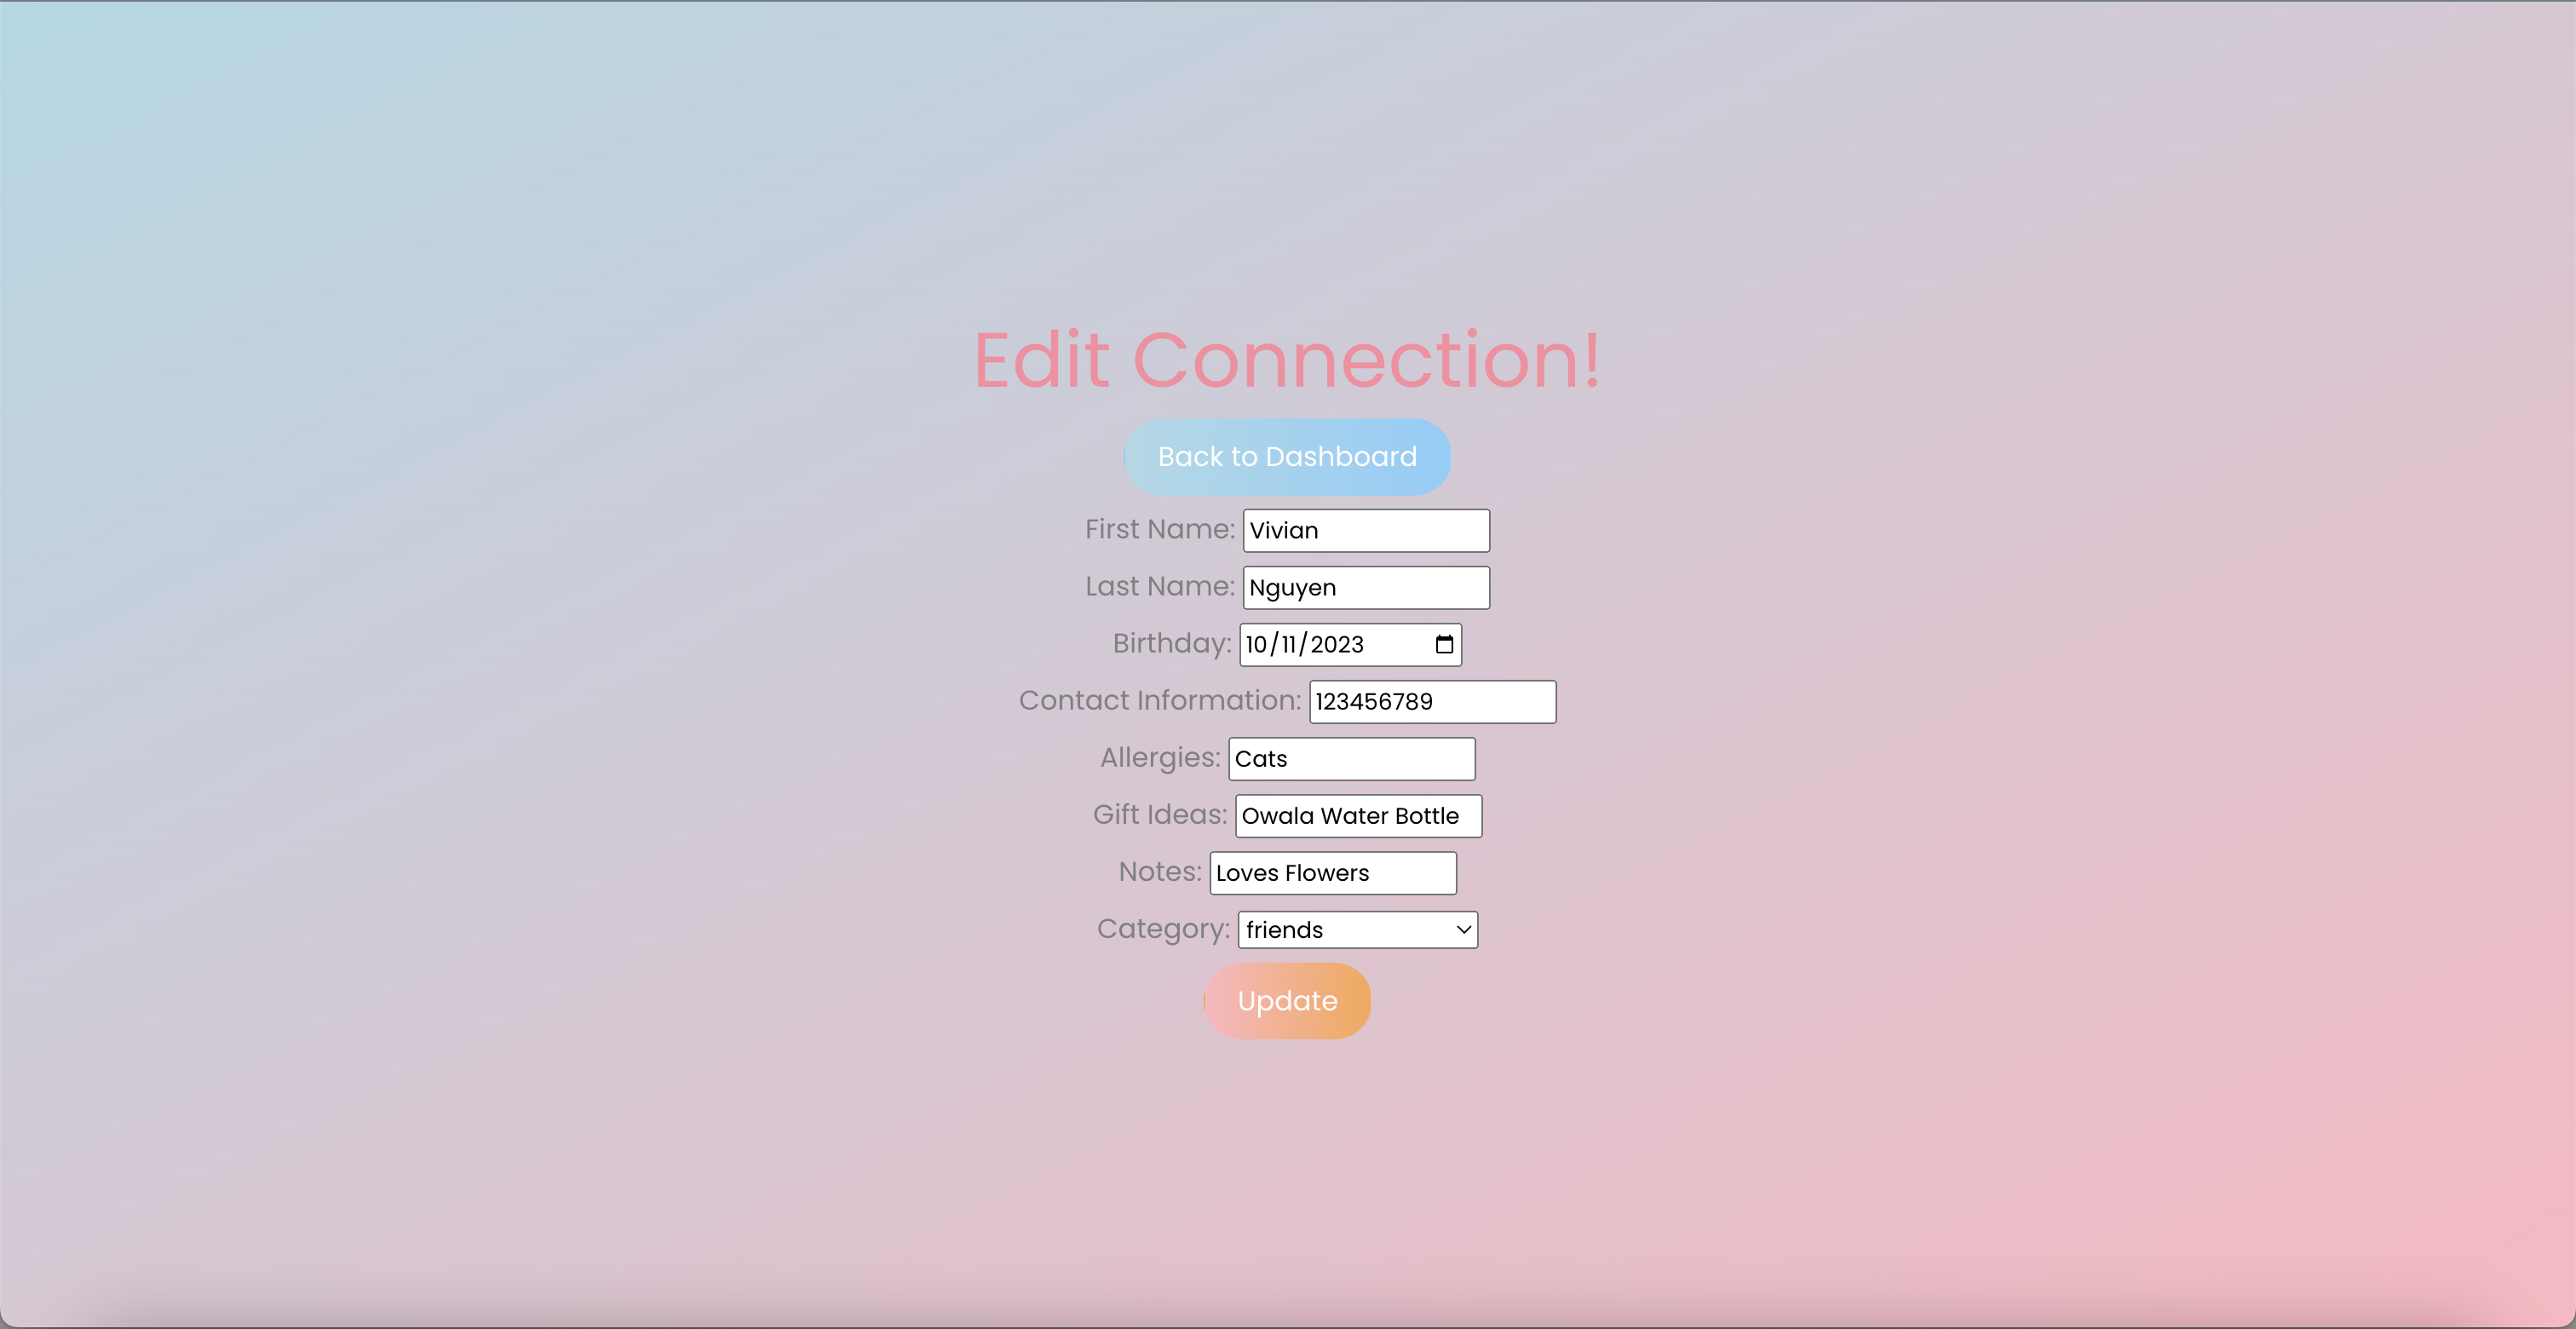 Edit Connection!
Back to Dashboard
First Name: Vivian
Last Name: Nguyen
Birthday: 10/11/2023
Contact Information: 123456789
Allergies: Cats
Gift Ideas: Owala Water Bottle
Notes: Loves Flowers
Category: friends
Update